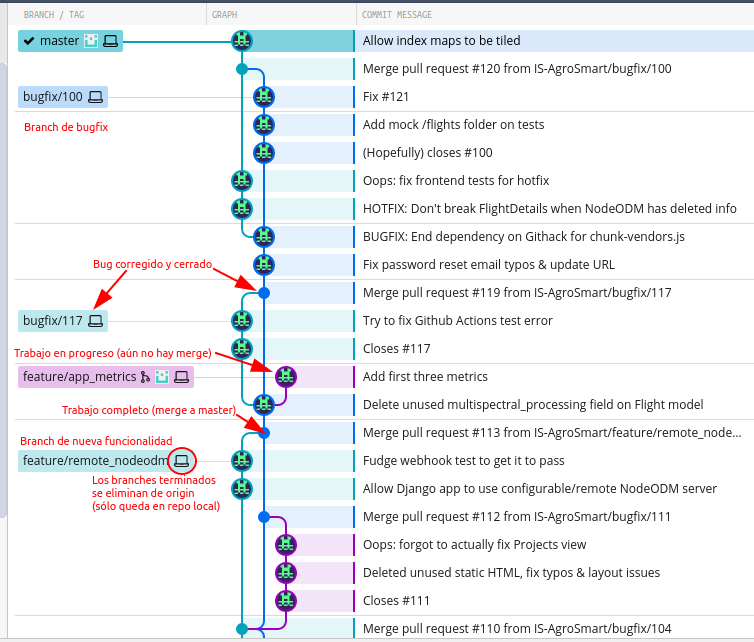 BRANCH / TAG GRAPH COMMIT MESSAGE
master Allow index maps to be tiled
Merge pull request #120 from IS-AgroSmart/bugfix/100
bugfix/100 Fix #121
Add mock /flights folder on tests
Branch de bugfix
(Hopefully) closes #100
Oops: fix frontend tests for hotfix
HOTFIX: Don't break FlightDetails when NodeODM has deleted info
BUGFIX: End dependency on Githack for chunk-vendors.js
Bug corregido y cerrado
Fix password reset email typos & update URL
Merge pull request #119 from IS-AgroSmart/bugfix/117
bugfix/117 Try to fix Github Actions test error
Closes #117
Trabajo en progreso (aún no hay merge)
feature/app_metrics Add first three metrics
Delete unused multispectral_processing field on Flight model
Trabajo completo (merge a master)
Merge pull request #113 from IS-AgroSmart/feature/remote_node...
Branch de nueva funcionalidad
feature/remote_nodeodm Fudge webhook test to get it to pass
Los branches terminados
se eliminan de origin
(sólo queda en repo local)
Allow Django app to use configurable/remote NodeODM server
Merge pull request #112 from IS-AgroSmart/bugfix/111
Oops: forgot to actually fix Projects view
Deleted unused static HTML, fix typos & layout issues
Closes #111
Merge pull request #110 from IS-AgroSmart/bugfix/104